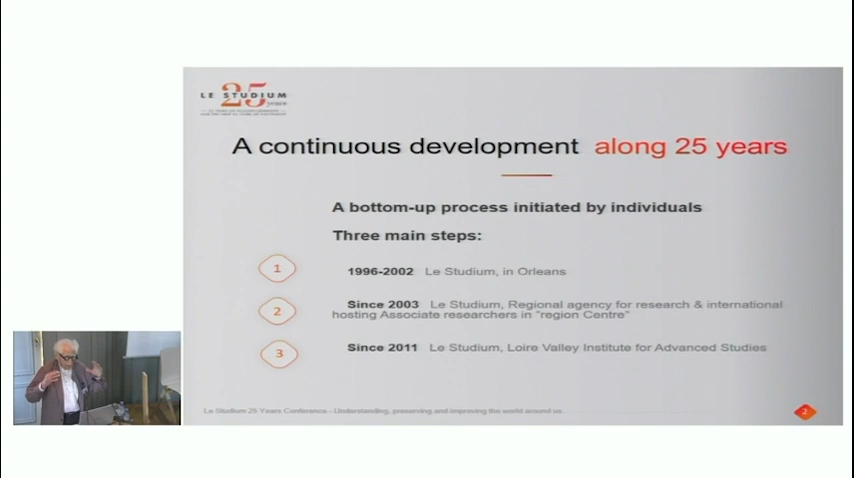 25
LE STUDIUM
years
A continuous development along 25 years
A bottom-up process initiated by individuals
Three main steps:
1
1996-2002 Le Studium, in Orleans
2
Since 2003 Le Studium, Regional agency for research & international
hosting Associate researchers in "region Centre"
3
Since 2011 Le Studium, Loire Valley Institute for Advanced Studies
Le Studium 25 Years Conference - Understanding, preserving and improving the world around us.
2